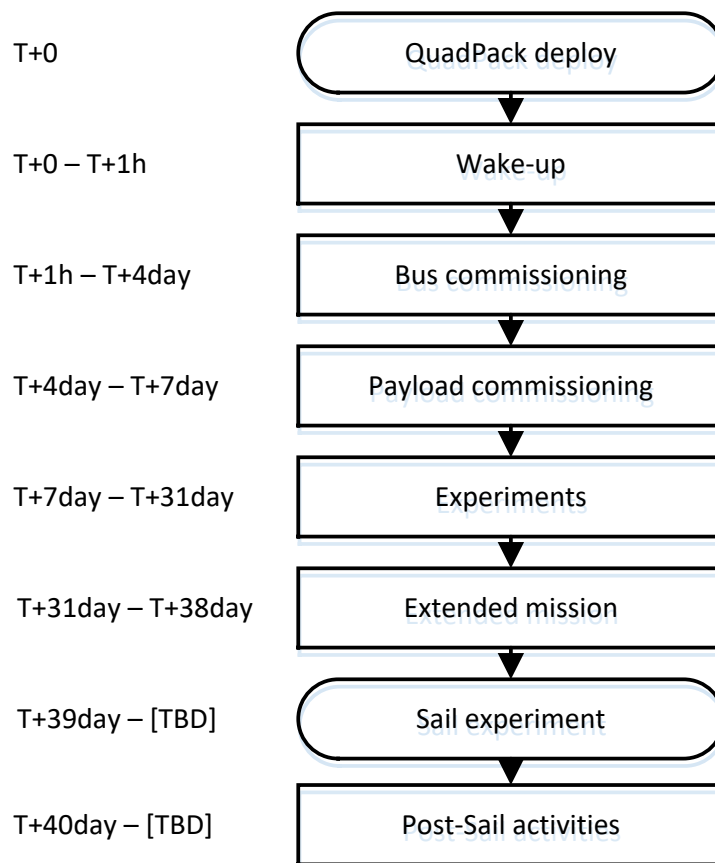 T+0 QuadPack deploy
T+0 – T+1h Wake-up
T+1h – T+4day Bus commissioning
T+4day – T+7day Payload commissioning
T+7day – T+31day Experiments
T+31day – T+38day Extended mission
T+39day – [TBD] Sail experiment
T+40day – [TBD] Post-Sail activities